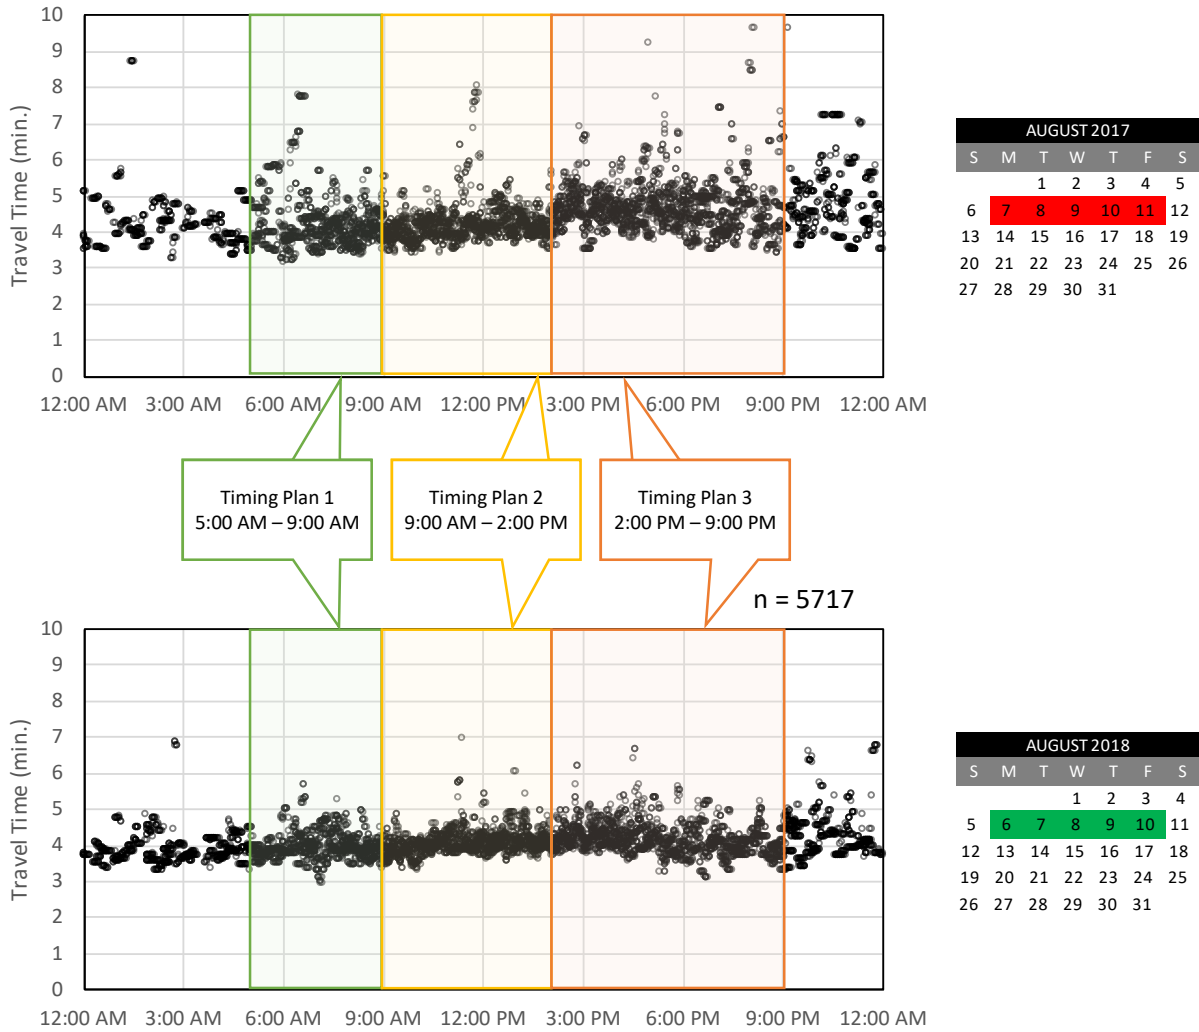 10
9
8
7
6
5
4
3
2
1
0
Travel Time (min.)
12:00 AM 3:00 AM 6:00 AM 9:00 AM 12:00 PM 3:00 PM 6:00 PM 9:00 PM 12:00 AM
AUGUST 2017
S M T W T F S
1 2 3 4 5
6 7 8 9 10 11 12
13 14 15 16 17 18 19
20 21 22 23 24 25 26
27 28 29 30 31
Timing Plan 1
5:00 AM – 9:00 AM
Timing Plan 2
9:00 AM – 2:00 PM
Timing Plan 3
2:00 PM – 9:00 PM
n = 5717
10
9
8
7
6
5
4
3
2
1
0
Travel Time (min.)
12:00 AM 3:00 AM 6:00 AM 9:00 AM 12:00 PM 3:00 PM 6:00 PM 9:00 PM 12:00 AM
AUGUST 2018
S M T W T F S
1 2 3 4
5 6 7 8 9 10 11
12 13 14 15 16 17 18
19 20 21 22 23 24 25
26 27 28 29 30 31